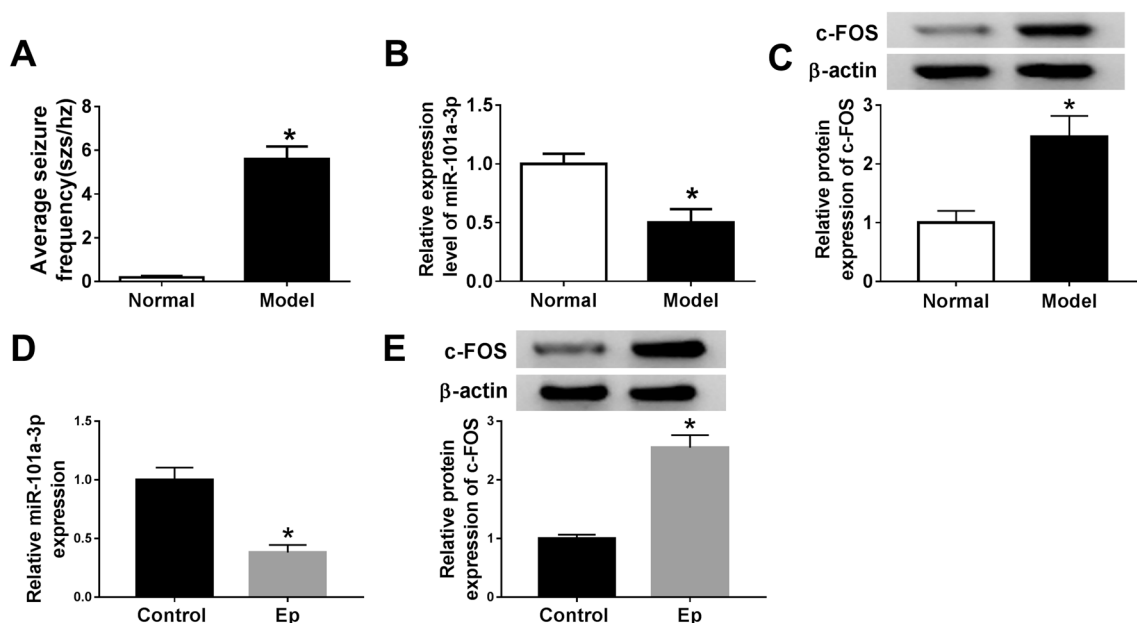 A
Average seizure
frequency(szs/hz)
8
6
4
2
0
*
Normal
Model
B
Relative expression
level of miR-101a-3p
1.5
1.0
0.5
0.0
*
Normal
Model
C
c-FOS
β-actin
Relative protein
expression of c-FOS
3
2
1
0
*
Normal
Model
D
Relative miR-101a-3p
expression
1.5
1.0
0.5
0.0
*
Control
Ep
E
c-FOS
β-actin
Relative protein
expression of c-FOS
3
2
1
0
*
Control
Ep